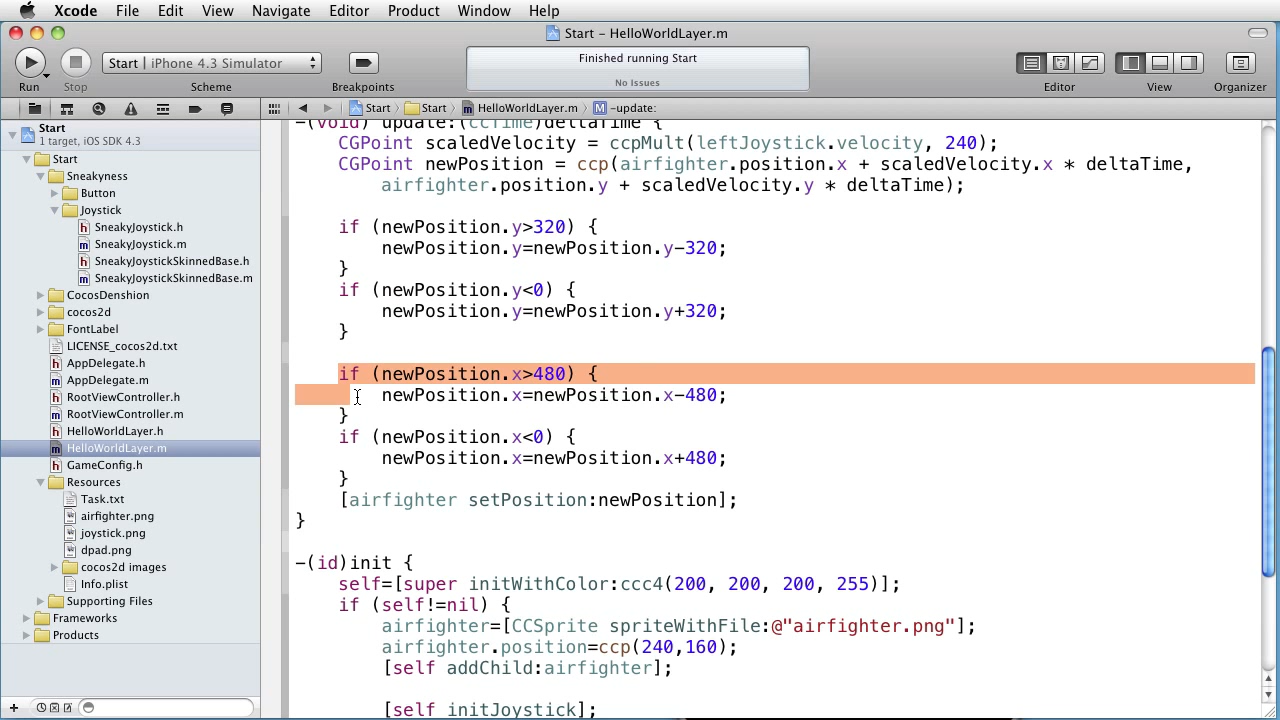 Xcode File Edit View Navigate Editor Product Window Help
Start – HelloWorldLayer.m
Start | iPhone 4.3 Simulator
Finished running Start
No Issues
Run Stop Scheme Breakpoints Editor View Organizer
Start Start HelloWorldLayer.m M -update:
Start
1 target, iOS SDK 4.3
Start
Sneakyness
Button
Joystick
h SneakyJoystick.h
m SneakyJoystick.m
h SneakyJoystickSkinnedBase.h
m SneakyJoystickSkinnedBase.m
CocosDenshion
cocos2d
FontLabel
LICENSE_cocos2d.txt
h AppDelegate.h
m AppDelegate.m
h RootViewController.h
m RootViewController.m
h HelloWorldLayer.h
m HelloWorldLayer.m
h GameConfig.h
Resources
Task.txt
airfighter.png
joystick.png
dpad.png
cocos2d images
Info.plist
Supporting Files
Frameworks
Products
-(void) update:(ccTime)deltaTime {
CGPoint scaledVelocity = ccpMult(leftJoystick.velocity, 240);
CGPoint newPosition = ccp(airfighter.position.x + scaledVelocity.x * deltaTime,
airfighter.position.y + scaledVelocity.y * deltaTime);
if (newPosition.y>320) {
newPosition.y=newPosition.y-320;
}
if (newPosition.y<0) {
newPosition.y=newPosition.y+320;
}
if (newPosition.x>480) {
newPosition.x=newPosition.x-480;
}
if (newPosition.x<0) {
newPosition.x=newPosition.x+480;
}
[airfighter setPosition:newPosition];
}
-(id)init {
self=[super initWithColor:ccc4(200, 200, 200, 255)];
if (self!=nil) {
airfighter=[CCSprite spriteWithFile:@"airfighter.png"];
airfighter.position=ccp(240,160);
[self addChild:airfighter];
[self initJoystick];